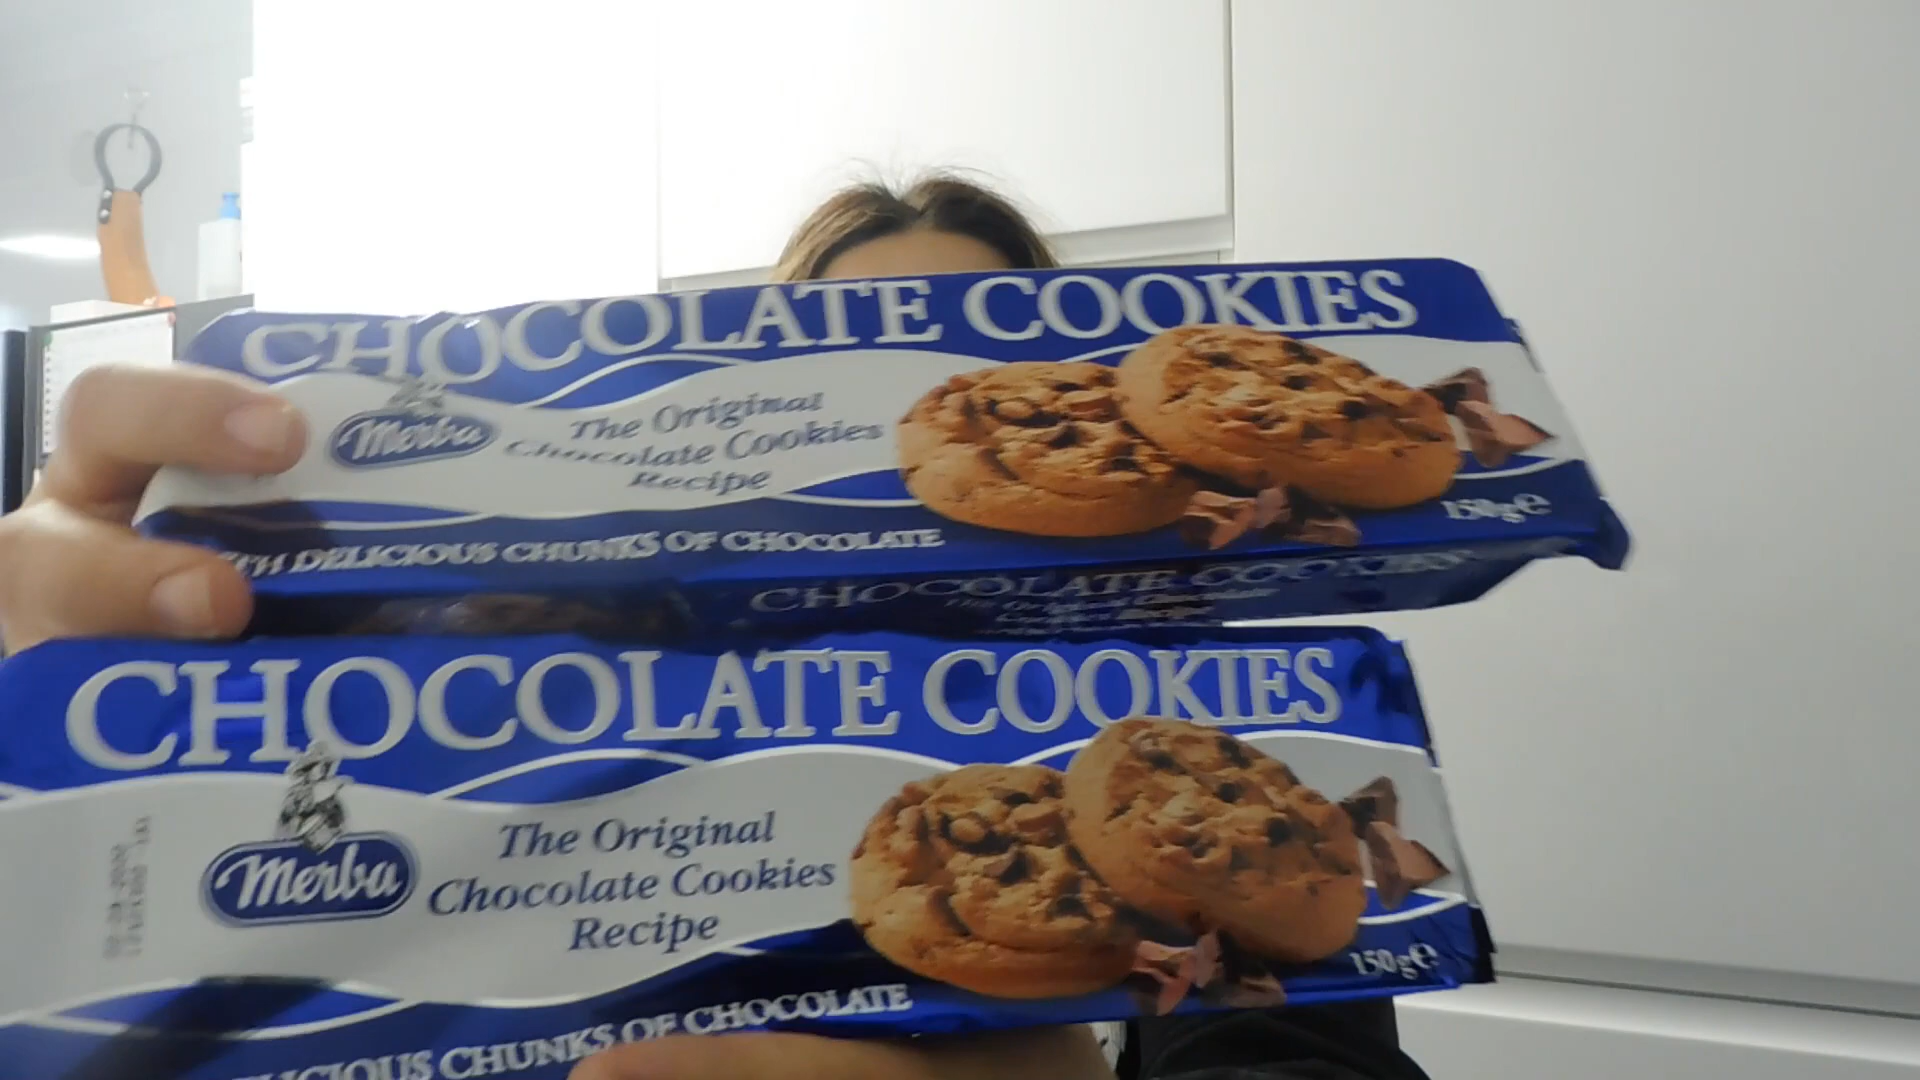 CHOCOLATE COOKIES
Merba
The Original
Chocolate Cookies
Recipe
150g℮
DELICIOUS CHUNKS OF CHOCOLATE
CHOCOLATE COOKIES
CHOCOLATE COOKIES
Merba
The Original
Chocolate Cookies
Recipe
150g℮
CHUNKS OF CHOCOLATE